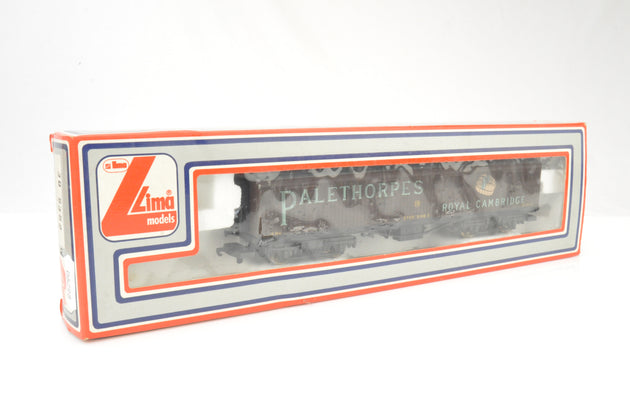 Lima®
models
PALETHORPES
ROYAL CAMBRIDGE